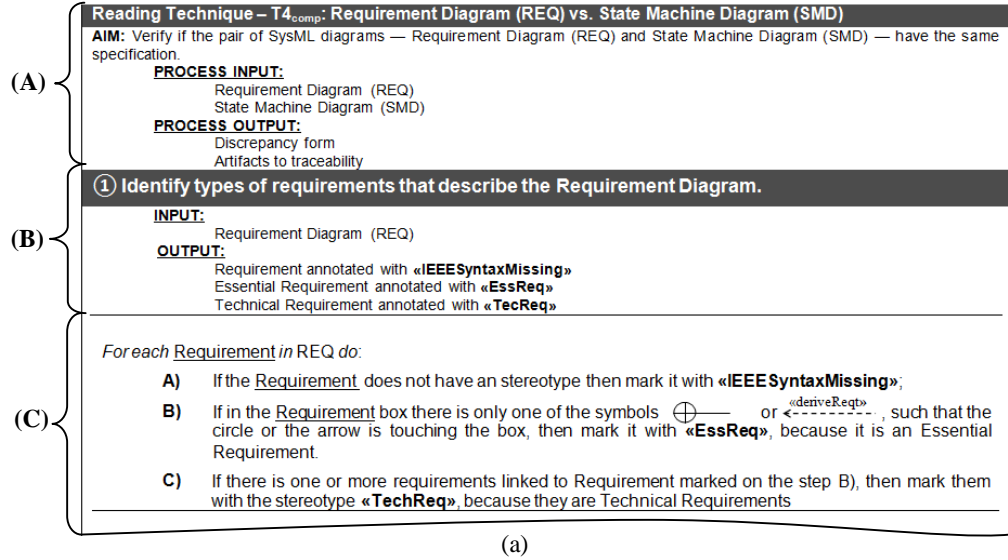 Reading Technique – T4comp: Requirement Diagram (REQ) vs. State Machine Diagram (SMD)
AIM: Verify if the pair of SysML diagrams — Requirement Diagram (REQ) and State Machine Diagram (SMD) — have the same
specification.
(A)
PROCESS INPUT:
Requirement Diagram (REQ)
State Machine Diagram (SMD)
PROCESS OUTPUT:
Discrepancy form
Artifacts to traceability
① Identify types of requirements that describe the Requirement Diagram.
(B)
INPUT:
Requirement Diagram (REQ)
OUTPUT:
Requirement annotated with «IEEESyntaxMissing»
Essential Requirement annotated with «EssReq»
Technical Requirement annotated with «TecReq»
(C)
For each Requirement in REQ do:
A) If the Requirement does not have an stereotype then mark it with «IEEESyntaxMissing»;
B) If in the Requirement box there is only one of the symbols or «deriveReqt» , such that the
circle or the arrow is touching the box, then mark it with «EssReq», because it is an Essential
Requirement.
C) If there is one or more requirements linked to Requirement marked on the step B), then mark them
with the stereotype «TechReq», because they are Technical Requirements
(a)